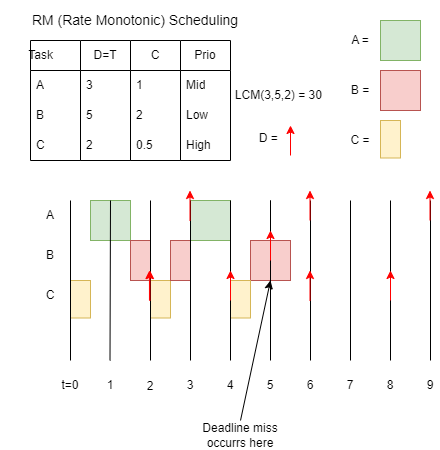 RM (Rate Monotonic) Scheduling
Task D=T C Prio
A 3 1 Mid
B 5 2 Low
C 2 0.5 High
LCM(3,5,2) = 30
D =
A =
B =
C =
A
B
C
t=0 1 2 3 4 5 6 7 8 9
Deadline miss
occurrs here